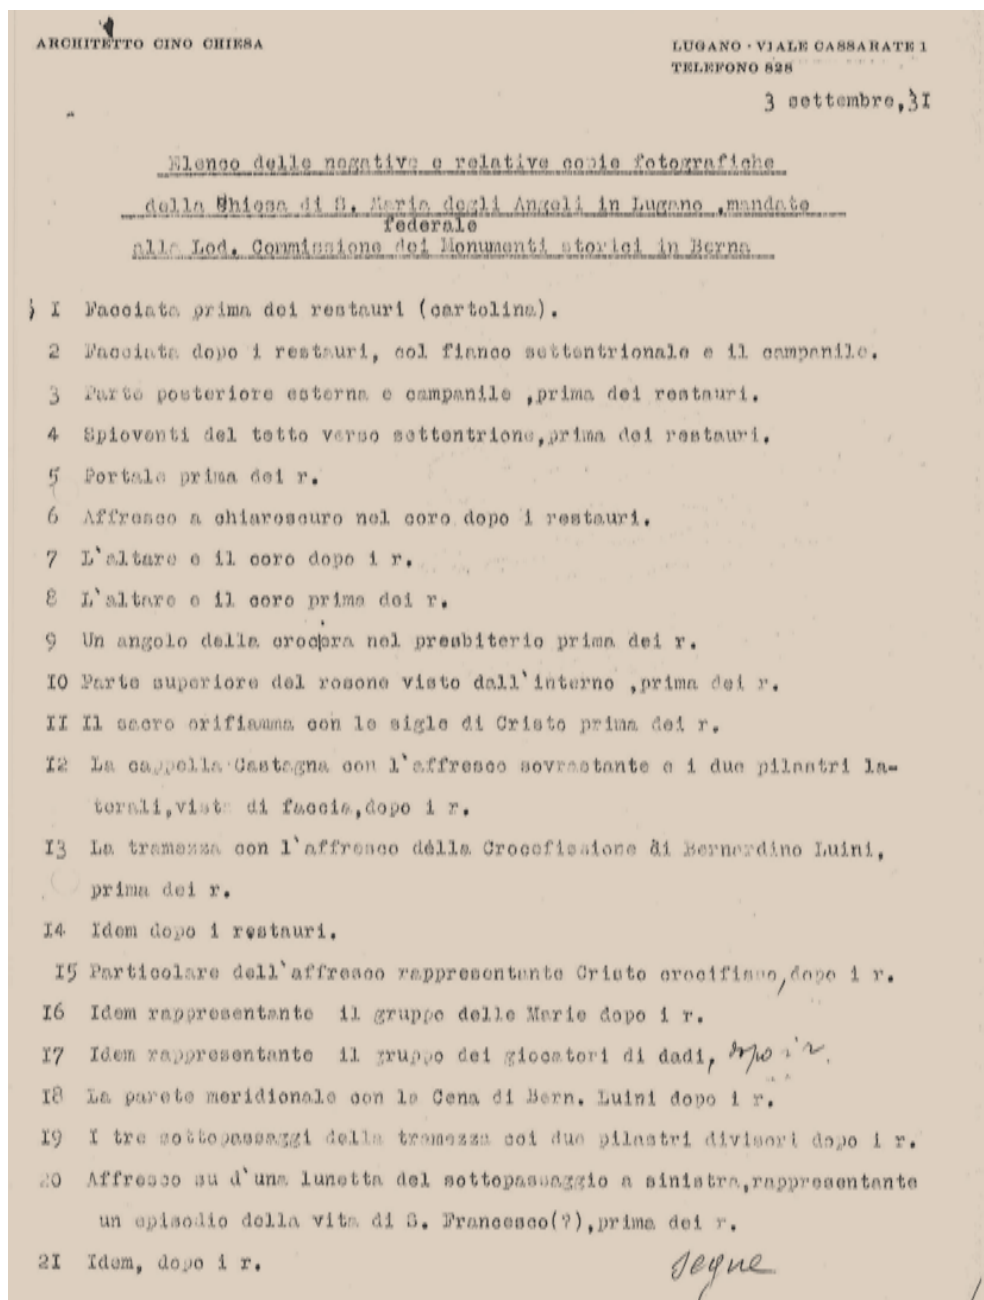 ARCHITETTO CINO CHIESA
LUGANO · VIALE CASSARATE 1
TELEFONO 828
3 settembre, 3I
Elenco delle negative e relative copie fotografiche
della Chiesa di S. Maria degli Angeli in Lugano ,mandate
federale
alla Lod. Commissione dei Monumenti storici in Berna
I Facciata prima dei restauri (cartolina).
2 Facciata dopo i restauri, col fianco settentrionale e il campanile.
3 Parte posteriore esterna e campanile ,prima dei restauri.
4 Spioventi del tetto verso settentrione,prima dei restauri.
5 Portale prima dei r.
6 Affresco a chiaroscuro nel coro dopo i restauri.
7 L'altare e il coro dopo i r.
8 L'altare e il coro prima dei r.
9 Un angolo della crociera nel presbiterio prima dei r.
IO Parte superiore del rosone visto dall'interno ,prima dei r.
II Il sacro orifiamma con le sigle di Cristo prima dei r.
I2 La cappella Castagna con l'affresco sovrastante e i due pilastri la-
terali,vista di faccia,dopo i r.
I3 La tramezza con l'affresco délla Crocefissione di Bernardino Luini,
prima dei r.
I4 Idem dopo i restauri.
I5 Particolare dell'affresco rappresentante Cristo crocifisso, dopo i r.
I6 Idem rappresentante il gruppo delle Marie dopo i r.
I7 Idem rappresentante il gruppo dei giocatori di dadi, dopo i r.
I8 La parete meridionale con la Cena di Bern. Luini dopo i r.
I9 I tre sottopassaggi della tramezza coi due pilastri divisori dopo i r.
20 Affresco su d'una lunetta del sottopassaggio a sinistra,rappresentante
un episodio della vita di S. Francesco(?),prima dei r.
2I Idem, dopo i r.
segue